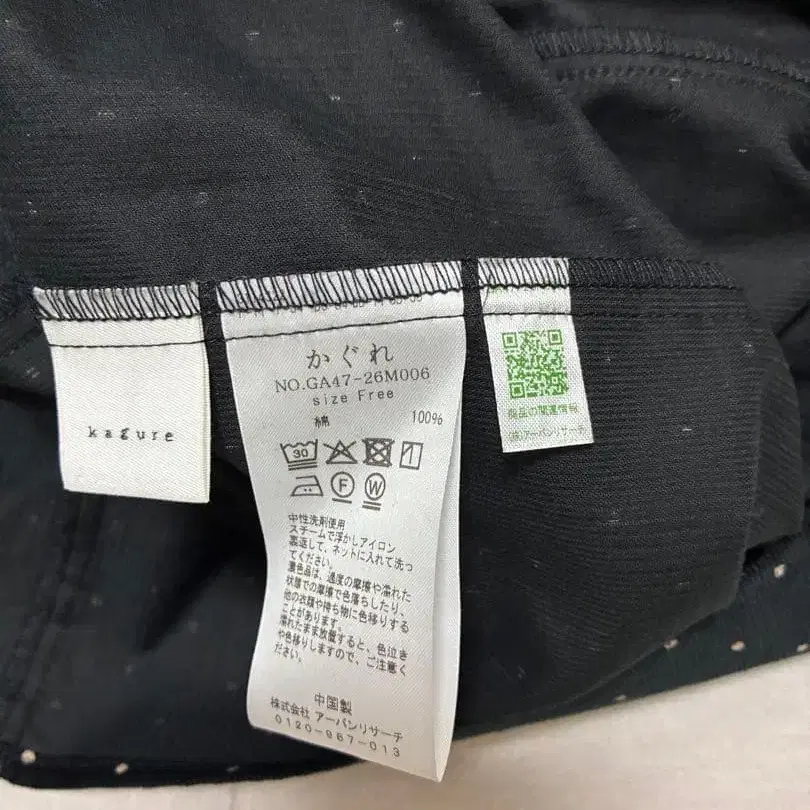 kagure
かぐれ
NO.GA47-26M006
size Free
綿 100%
30
F W
中性洗剤使用
スチームで浮かしアイロン
裏返して、ネットに入れて洗っ
てください。
濃色品は、過度の摩擦や濡れた
状態での摩擦で色落ちしたり、
他の衣類や持ち物に色移りする
ことがあります。
濡れたまま放置すると、色泣き
や色移りしますので、ご注意く
ださい。
中国製
株式会社 アーバンリサーチ
0120-967-013
商品の関連情報
(株)アーバンリサーチ